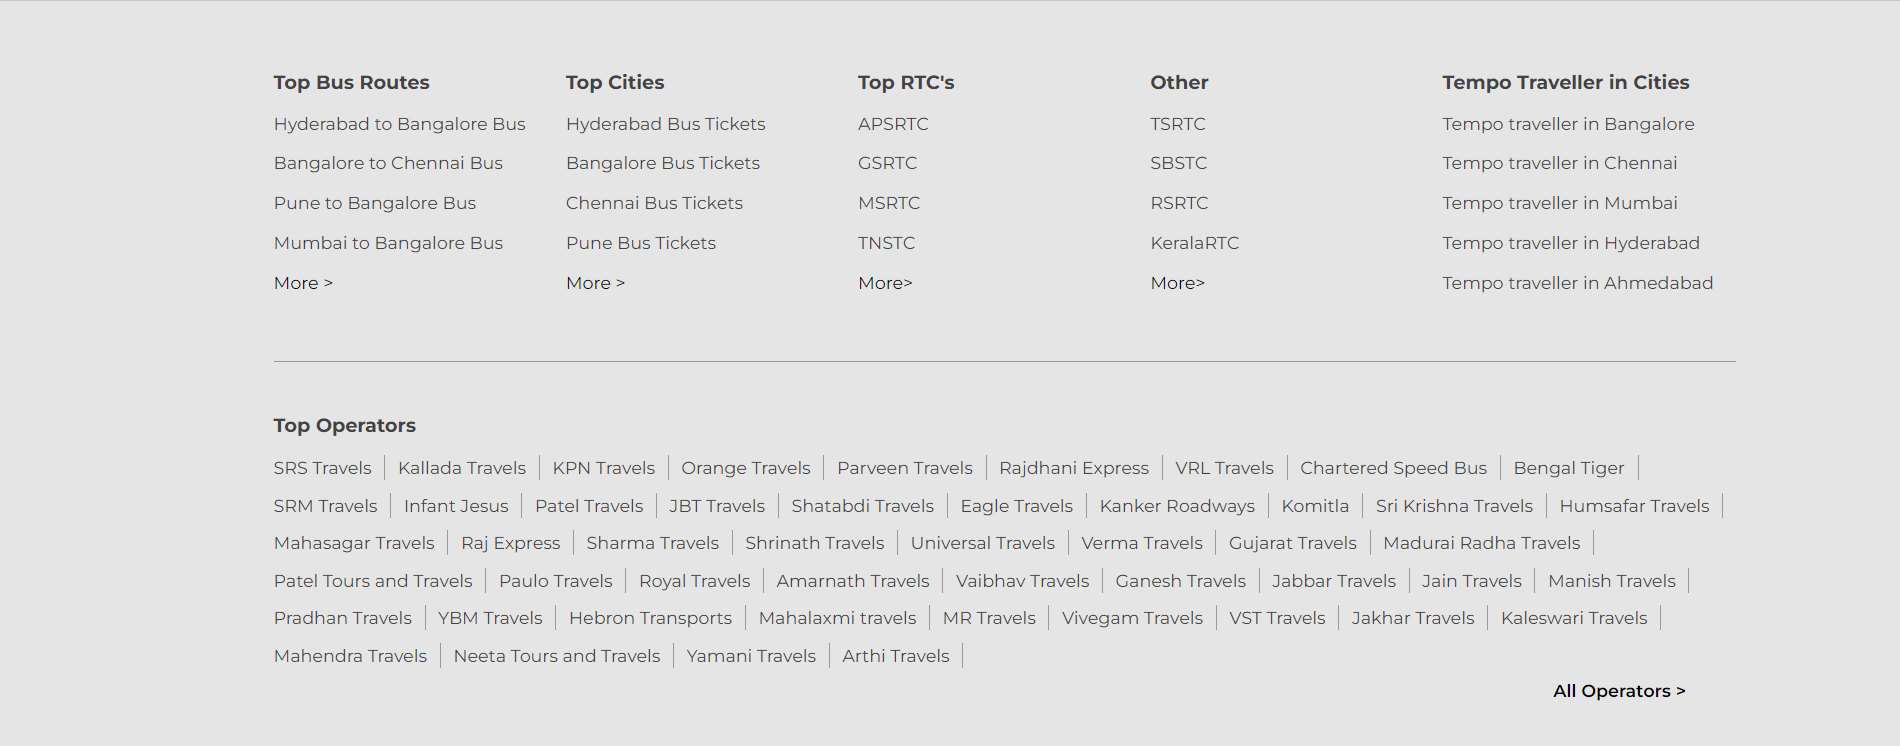 Top Bus Routes
Hyderabad to Bangalore Bus
Bangalore to Chennai Bus
Pune to Bangalore Bus
Mumbai to Bangalore Bus
More >
Top Cities
Hyderabad Bus Tickets
Bangalore Bus Tickets
Chennai Bus Tickets
Pune Bus Tickets
More >
Top RTC's
APSRTC
GSRTC
MSRTC
TNSTC
More>
Other
TSRTC
SBSTC
RSRTC
KeralaRTC
More>
Tempo Traveller in Cities
Tempo traveller in Bangalore
Tempo traveller in Chennai
Tempo traveller in Mumbai
Tempo traveller in Hyderabad
Tempo traveller in Ahmedabad
Top Operators
SRS Travels | Kallada Travels | KPN Travels | Orange Travels | Parveen Travels | Rajdhani Express | VRL Travels | Chartered Speed Bus | Bengal Tiger |
SRM Travels | Infant Jesus | Patel Travels | JBT Travels | Shatabdi Travels | Eagle Travels | Kanker Roadways | Komitla | Sri Krishna Travels | Humsafar Travels |
Mahasagar Travels | Raj Express | Sharma Travels | Shrinath Travels | Universal Travels | Verma Travels | Gujarat Travels | Madurai Radha Travels |
Patel Tours and Travels | Paulo Travels | Royal Travels | Amarnath Travels | Vaibhav Travels | Ganesh Travels | Jabbar Travels | Jain Travels | Manish Travels |
Pradhan Travels | YBM Travels | Hebron Transports | Mahalaxmi travels | MR Travels | Vivegam Travels | VST Travels | Jakhar Travels | Kaleswari Travels |
Mahendra Travels | Neeta Tours and Travels | Yamani Travels | Arthi Travels |
All Operators >